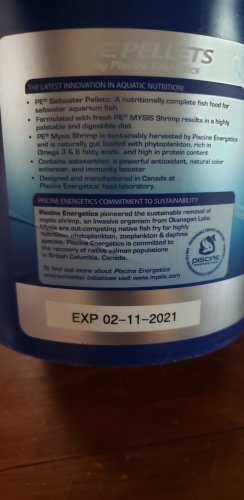 PELLETS
by Piscine Energetics
THE LATEST INNOVATION IN AQUATIC NUTRITION!
• PE® Saltwater Pellets: A nutritionally complete fish food for
saltwater aquarium fish
• Formulated with fresh PE® MYSIS Shrimp results in a highly
palatable and digestible diet
• PE® Mysis Shrimp is sustainably harvested by Piscine Energetics
and is naturally gut loaded with phytoplankton, rich in
Omega 3 & 6 fatty acids, and high in protein content
• Contains astaxanthin, a powerful antioxidant, natural color
enhancer, and immunity booster
• Designed and manufactured in Canada at
Piscine Energetics' food laboratory.
PISCINE ENERGETICS COMMITMENT TO SUSTAINABILITY
Piscine Energetics pioneered the sustainable removal of
mysis shrimp, an invasive organism from Okanagan Lake.
Mysis are out-competing native fish fry for highly
nutritious phytoplankton, zooplankton & daphnia
species. Piscine Energetics is committed to
the recovery of native salmon populations
in British Columbia, Canada.
PISCINE
To find out more about Piscine Energetics
environmental initiatives visit www.mysis.com
EXP 02-11-2021